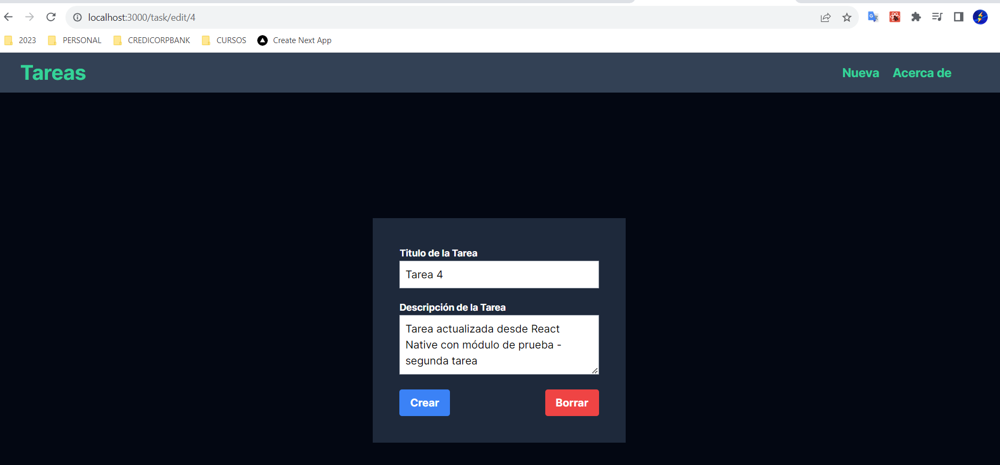 localhost:3000/task/edit/4
2023 PERSONAL CREDICORPBANK CURSOS Create Next App
Tareas Nueva Acerca de
Titulo de la Tarea
Tarea 4
Descripción de la Tarea
Tarea actualizada desde React
Native con módulo de prueba -
segunda tarea
Crear Borrar